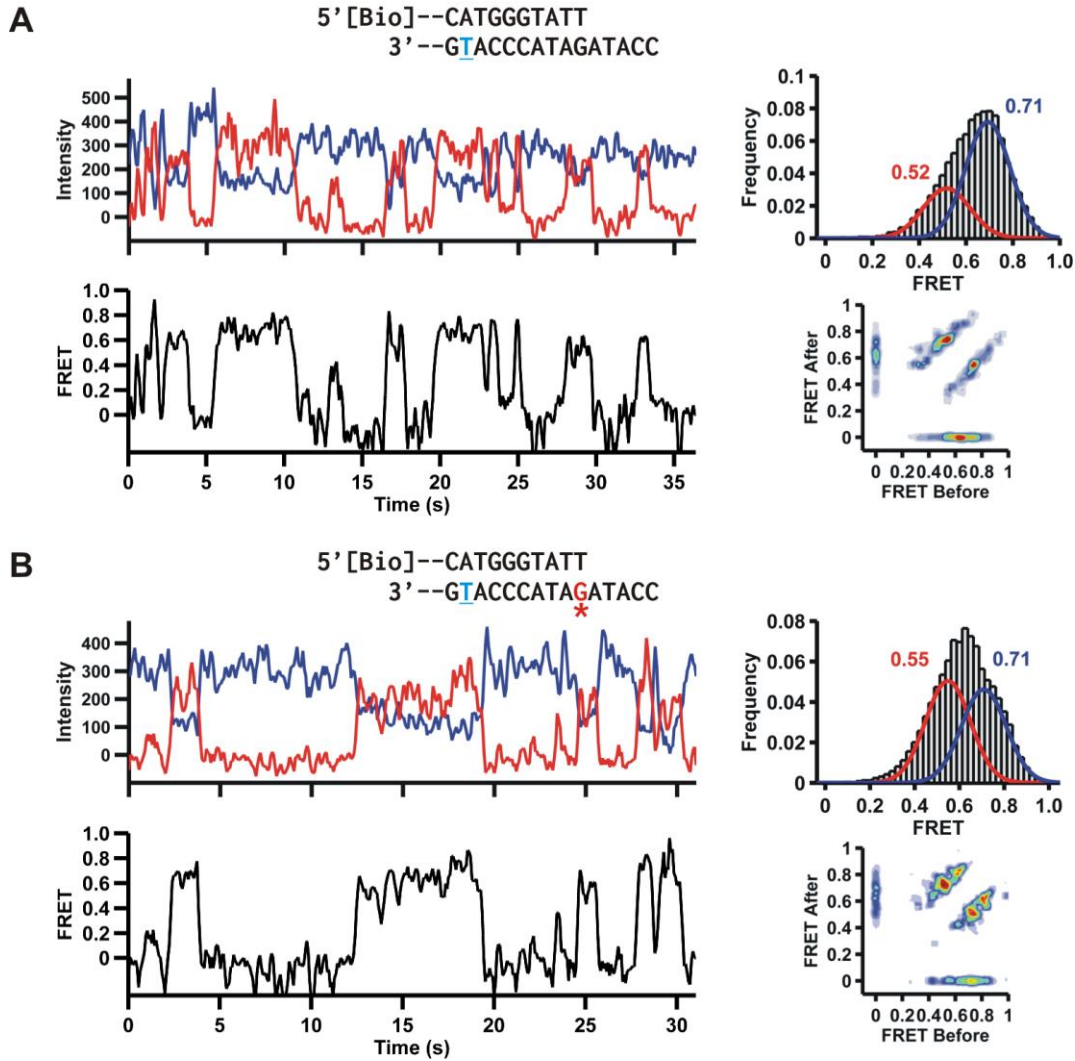 A
5'[Bio]--CATGGGTATT
3'--GTACCCATAGATACC
500
400
300
200
100
0
Intensity
1.0
0.8
0.6
0.4
0.2
0
FRET
0 5 10 15 20 25 30 35
Time (s)
0.1
0.08
0.06
0.04
0.02
0
Frequency
0.71
0.52
0 0.2 0.4 0.6 0.8 1.0
FRET
1
0.8
0.6
0.4
0.2
0
FRET After
0 0.2 0.4 0.6 0.8 1
FRET Before
B
5'[Bio]--CATGGGTATT
3'--GTACCCATAGATACC
*
400
300
200
100
0
Intensity
1.0
0.8
0.6
0.4
0.2
0
FRET
0 5 10 15 20 25 30
Time (s)
0.08
0.06
0.04
0.02
0
Frequency
0.55 0.71
0 0.2 0.4 0.6 0.8 1.0
FRET
1
0.8
0.6
0.4
0.2
0
FRET After
0 0.2 0.4 0.6 0.8 1
FRET Before